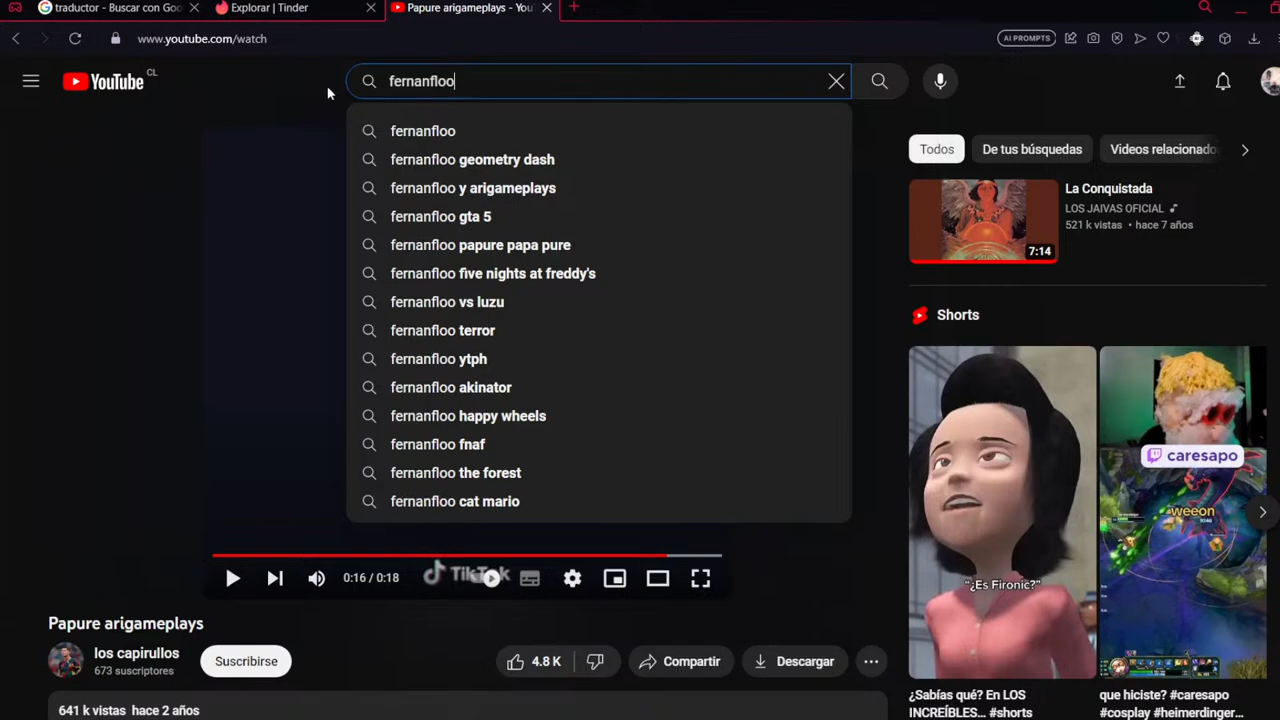 traductor - Buscar con Goo
Explorar | Tinder
Papure arigameplays - You
www.youtube.com/watch
AI PROMPTS
YouTube CL
fernanfloo
fernanfloo
fernanfloo geometry dash
fernanfloo y arigameplays
fernanfloo gta 5
fernanfloo papure papa pure
fernanfloo five nights at freddy's
fernanfloo vs luzu
fernanfloo terror
fernanfloo ytph
fernanfloo akinator
fernanfloo happy wheels
fernanfloo fnaf
fernanfloo the forest
fernanfloo cat mario
0:16 / 0:18
TikTok
Papure arigameplays
los capirullos
673 suscriptores
Suscribirse
4.8 K
Compartir
Descargar
641 k vistas hace 2 años
Todos
De tus búsquedas
Videos relacionado
La Conquistada
LOS JAIVAS OFICIAL
521 k vistas • hace 7 años
7:14
Shorts
"¿Es Fironic?"
caresapo
weeon
¿Sabías qué? En LOS
INCREÍBLES... #shorts
que hiciste? #caresapo
#cosplay #heimerdinger...